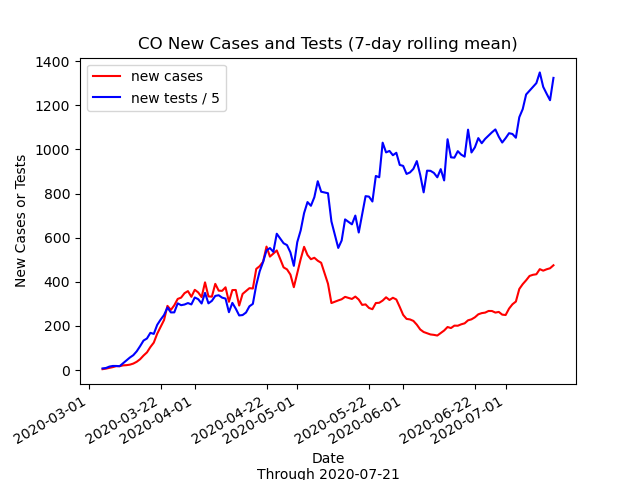 CO New Cases and Tests (7-day rolling mean)
new cases
new tests / 5
New Cases or Tests
1400
1200
1000
800
600
400
200
0
2020-03-01
2020-03-22
2020-04-01
2020-04-22
2020-05-01
2020-05-22
2020-06-01
2020-06-22
2020-07-01
Date
Through 2020-07-21